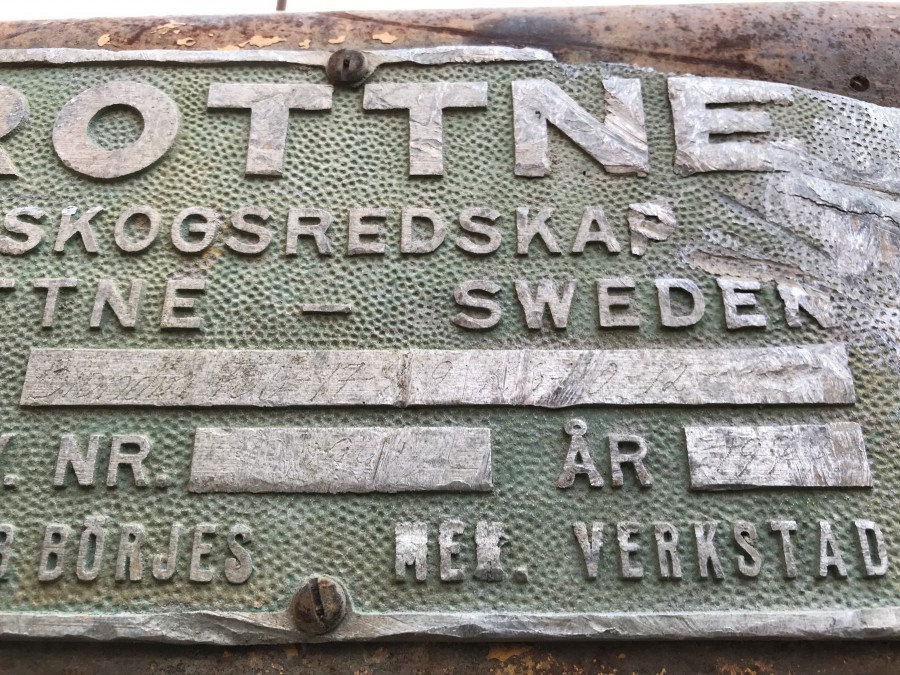 ROTTNE
SKOGSREDSKAP
TTNE — SWEDEN
. NR. ÅR
BÖRJES MEK. VERKSTAD